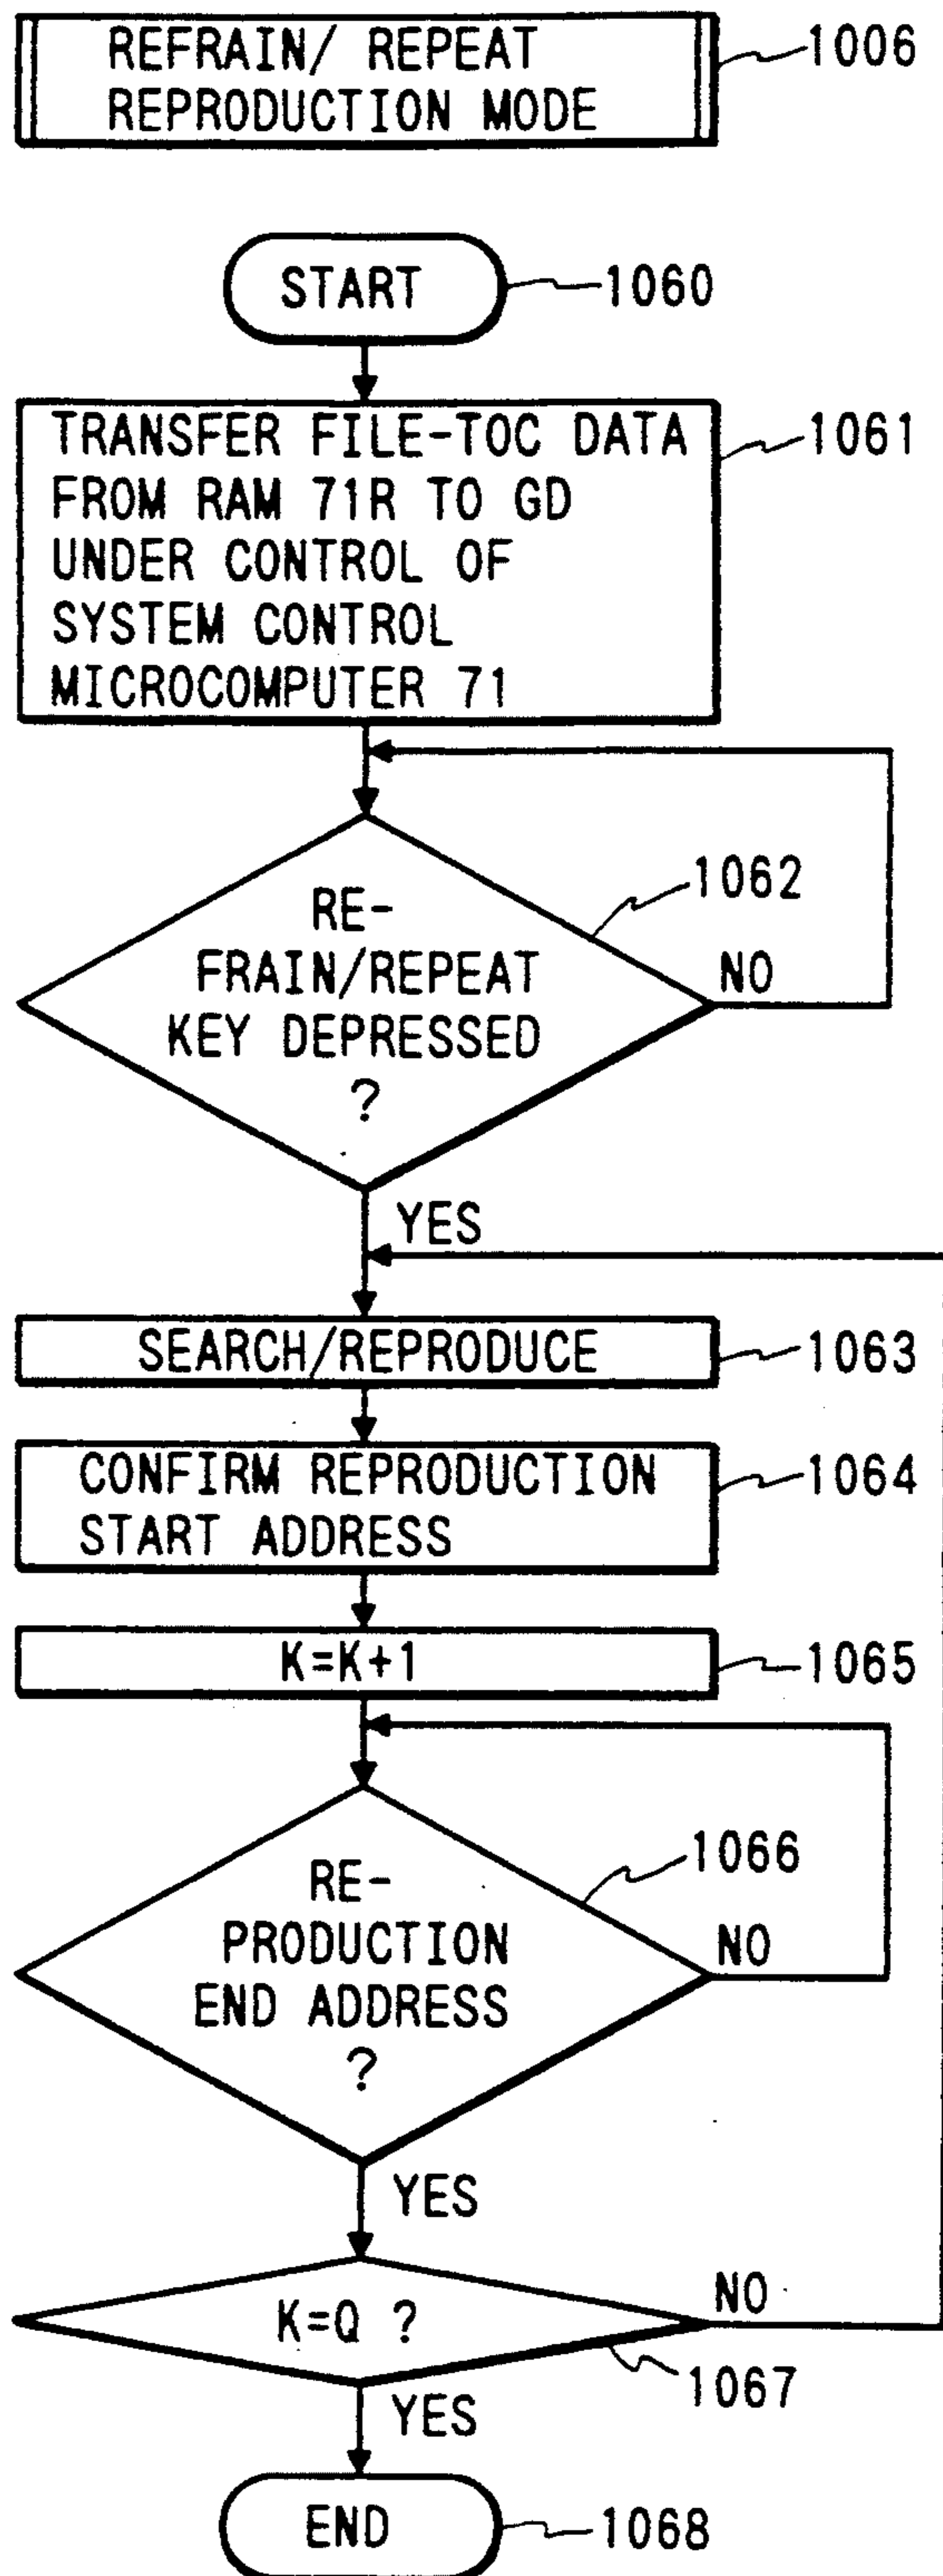 REFRAIN/ REPEAT
REPRODUCTION MODE
1006
START
1060
TRANSFER FILE-TOC DATA
FROM RAM 71R TO GD
UNDER CONTROL OF
SYSTEM CONTROL
MICROCOMPUTER 71
1061
RE-
FRAIN/REPEAT
KEY DEPRESSED
?
1062
NO
YES
SEARCH/REPRODUCE
1063
CONFIRM REPRODUCTION
START ADDRESS
1064
K=K+1
1065
RE-
PRODUCTION
END ADDRESS
?
1066
NO
YES
K=Q ?
NO
1067
YES
END
1068